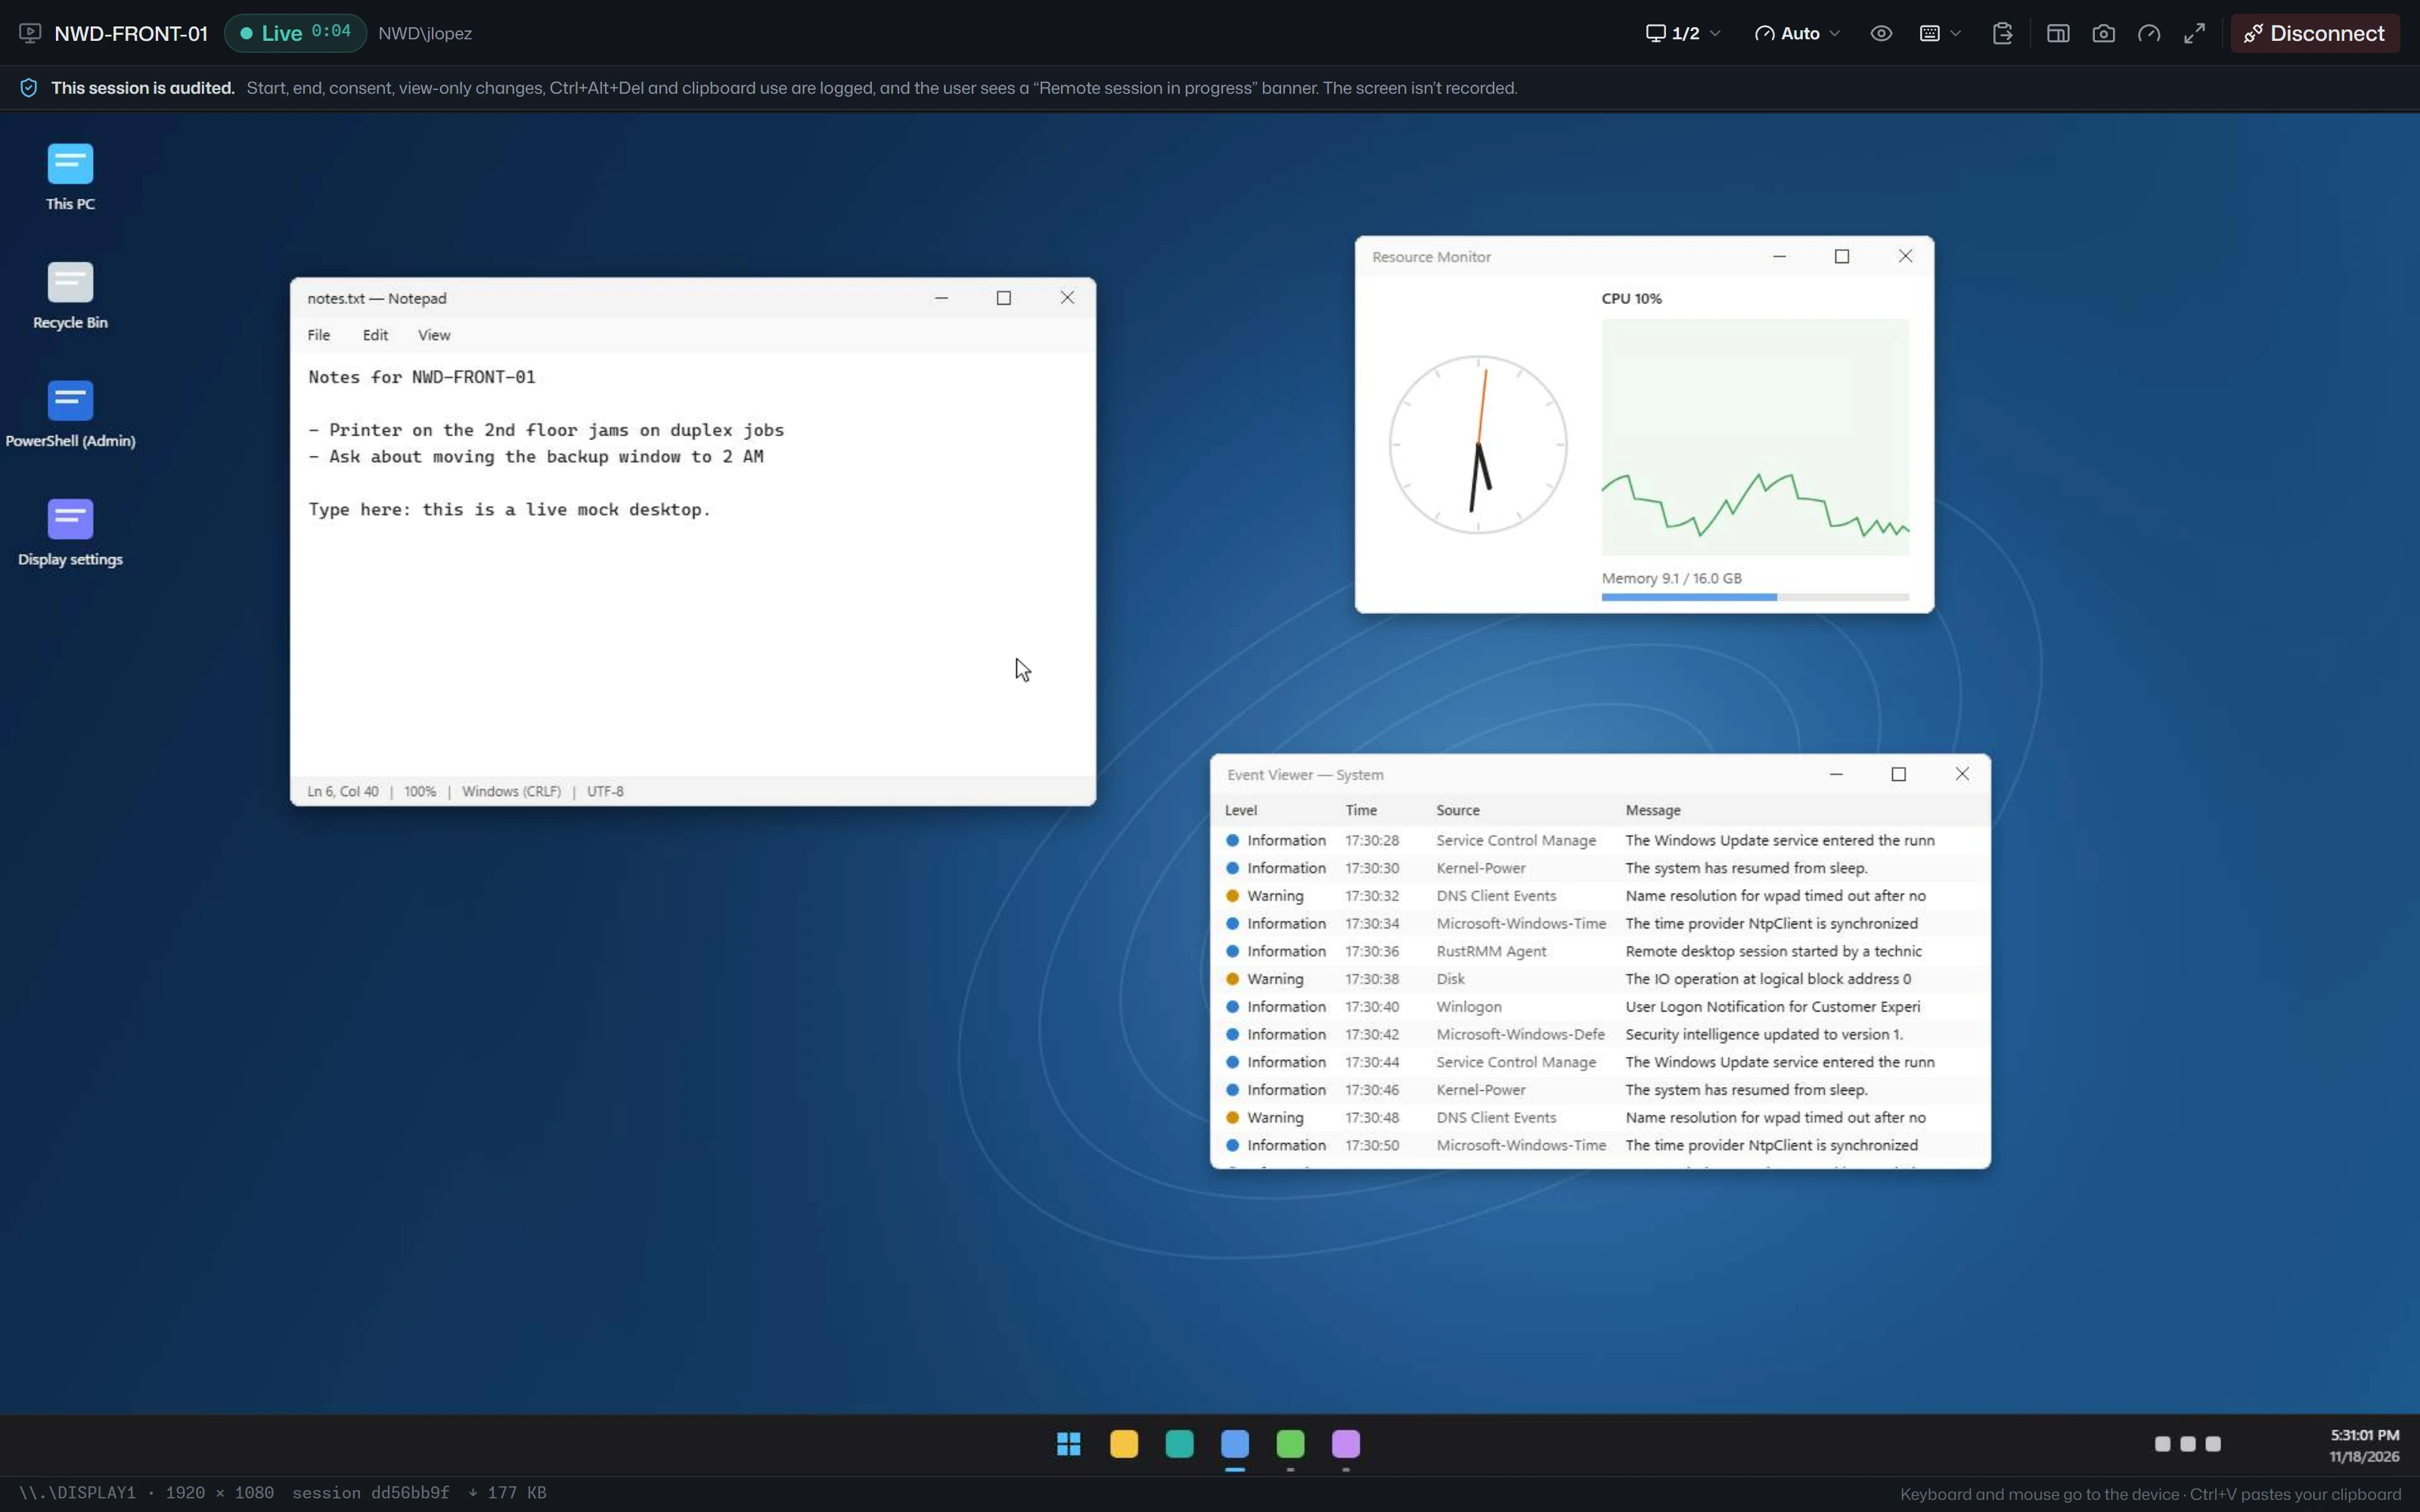 NWD-FRONT-01 Live 0:04 NWD\jlopez 1/2 Auto Disconnect
This session is audited. Start, end, consent, view-only changes, Ctrl+Alt+Del and clipboard use are logged, and the user sees a “Remote session in progress” banner. The screen isn't recorded.
This PC
Recycle Bin
PowerShell (Admin)
Display settings
notes.txt — Notepad
File Edit View
Notes for NWD-FRONT-01
- Printer on the 2nd floor jams on duplex jobs
- Ask about moving the backup window to 2 AM
Type here: this is a live mock desktop.
Ln 6, Col 40 | 100% | Windows (CRLF) | UTF-8
Resource Monitor
CPU 10%
Memory 9.1 / 16.0 GB
Event Viewer — System
Level Time Source Message
Information 17:30:28 Service Control Manage The Windows Update service entered the runn
Information 17:30:30 Kernel-Power The system has resumed from sleep.
Warning 17:30:32 DNS Client Events Name resolution for wpad timed out after no
Information 17:30:34 Microsoft-Windows-Time The time provider NtpClient is synchronized
Information 17:30:36 RustRMM Agent Remote desktop session started by a technic
Warning 17:30:38 Disk The IO operation at logical block address 0
Information 17:30:40 Winlogon User Logon Notification for Customer Experi
Information 17:30:42 Microsoft-Windows-Defe Security intelligence updated to version 1.
Information 17:30:44 Service Control Manage The Windows Update service entered the runn
Information 17:30:46 Kernel-Power The system has resumed from sleep.
Warning 17:30:48 DNS Client Events Name resolution for wpad timed out after no
Information 17:30:50 Microsoft-Windows-Time The time provider NtpClient is synchronized
5:31:01 PM
11/18/2026
\\.\DISPLAY1 · 1920 × 1080 session dd56bb9f ↓ 177 KB
Keyboard and mouse go to the device · Ctrl+V pastes your clipboard